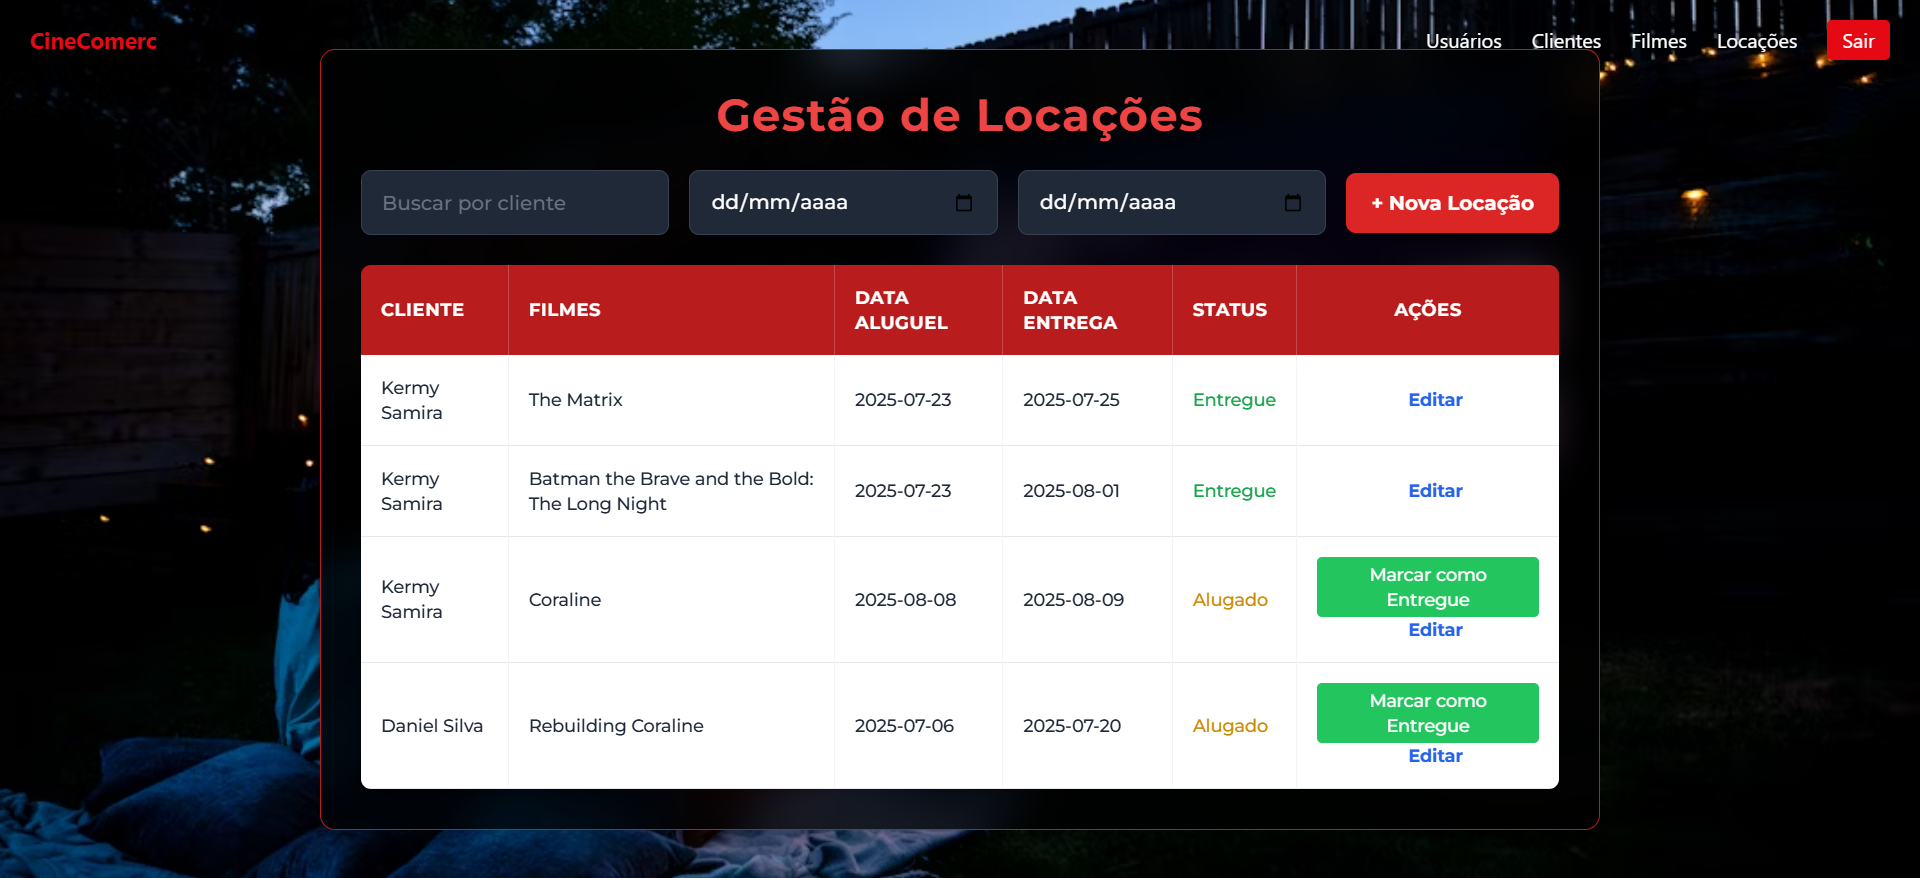 CineComerc
Usuários
Clientes
Filmes
Locações
Sair
Gestão de Locações
Buscar por cliente
dd/mm/aaaa
dd/mm/aaaa
+ Nova Locação
CLIENTE
FILMES
DATA
ALUGUEL
DATA
ENTREGA
STATUS
AÇÕES
Kermy
Samira
The Matrix
2025-07-23
2025-07-25
Entregue
Editar
Kermy
Samira
Batman the Brave and the Bold:
The Long Night
2025-07-23
2025-08-01
Entregue
Editar
Kermy
Samira
Coraline
2025-08-08
2025-08-09
Alugado
Marcar como
Entregue
Editar
Daniel Silva
Rebuilding Coraline
2025-07-06
2025-07-20
Alugado
Marcar como
Entregue
Editar